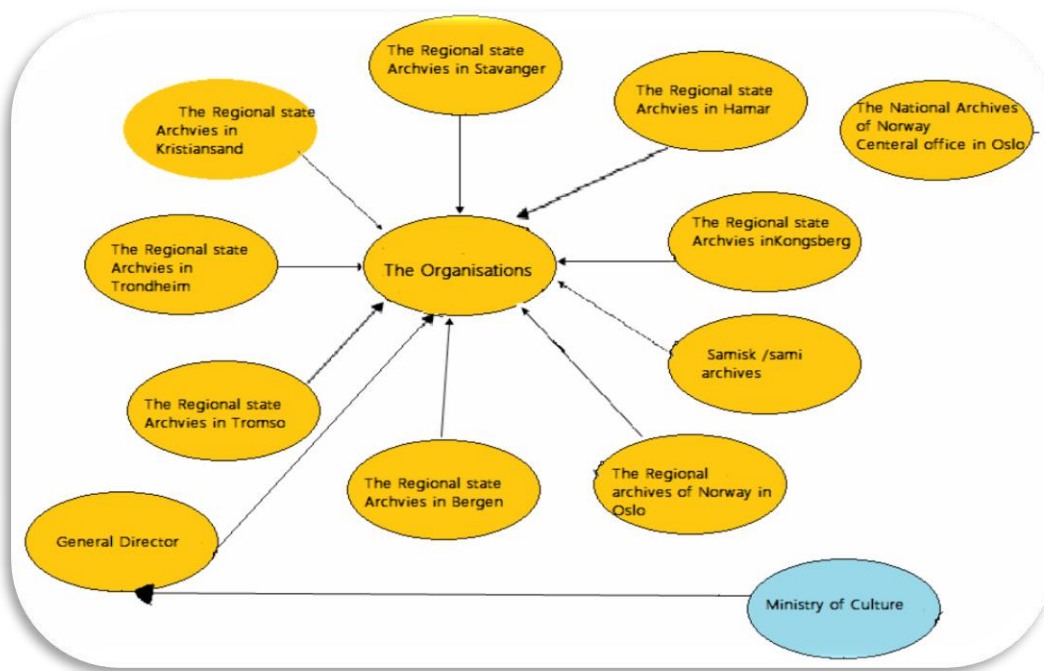 The Regional state
Archvies in Stavanger
The Regional state
Archvies in Hamar
The National Archives
of Norway
Centeral office in Oslo
The Regional state
Archvies in
Kristiansand
The Regional state
Archvies inKongsberg
The Regional state
Archvies in
Trondheim
The Organisations
Samisk /sami
archives
The Regional state
Archvies in Tromso
The Regional state
Archvies in Bergen
The Regional
archives of Norway in
Oslo
General Director
Ministry of Culture